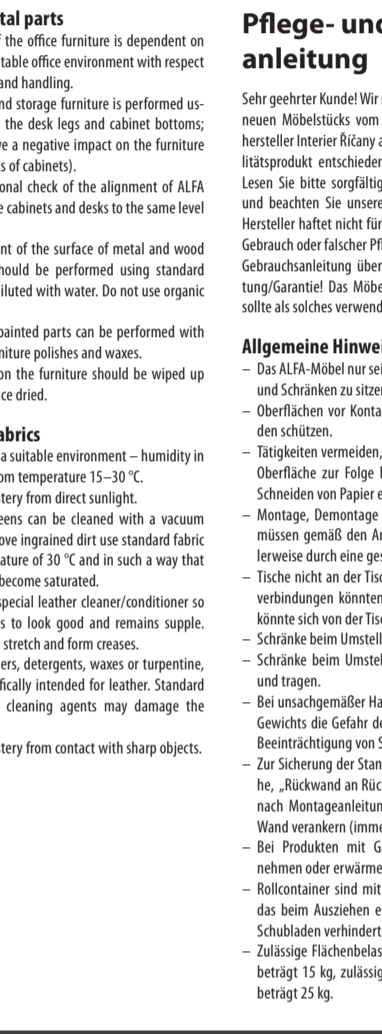 tal parts
f the office furniture is dependent on
table office environment with respect
and handling.
nd storage furniture is performed us-
the desk legs and cabinet bottoms;
ve a negative impact on the furniture
s of cabinets).
onal check of the alignment of ALFA
e cabinets and desks to the same level
nt of the surface of metal and wood
hould be performed using standard
iluted with water. Do not use organic
painted parts can be performed with
niture polishes and waxes.
on the furniture should be wiped up
ce dried.
abrics
a suitable environment – humidity in
om temperature 15–30 °C.
stery from direct sunlight.
eens can be cleaned with a vacuum
ove ingrained dirt use standard fabric
ature of 30 °C and in such a way that
become saturated.
special leather cleaner/conditioner so
s to look good and remains supple.
stretch and form creases.
ers, detergents, waxes or turpentine,
ifically intended for leather. Standard
cleaning agents may damage the
stery from contact with sharp objects.
Pflege- und
anleitung
Sehr geehrter Kunde! Wir
neuen Möbelstücks vom
hersteller Interier Říčany a
litätsprodukt entschieden
Lesen Sie bitte sorgfältig
und beachten Sie unsere
Hersteller haftet nicht für
Gebrauch oder falscher Pfl
Gebrauchsanleitung über
tung/Garantie! Das Möbe
sollte als solches verwend
Allgemeine Hinwei
– Das ALFA-Möbel nur sei
und Schränken zu sitzen
– Oberflächen vor Konta
den schützen.
– Tätigkeiten vermeiden,
Oberfläche zur Folge
Schneiden von Papier e
– Montage, Demontage
müssen gemäß den An
lerweise durch eine ges
– Tische nicht an der Tisc
verbindungen könnten
könnte sich von der Tisc
– Schränke beim Umstell
– Schränke beim Umstel
und tragen.
– Bei unsachgemäßer Ha
Gewichts die Gefahr de
Beeinträchtigung von S
– Zur Sicherung der Stan
he, „Rückwand an Rüc
nach Montageanleitun
Wand verankern (imme
– Bei Produkten mit G
nehmen oder erwärme
– Rollcontainer sind mit
das beim Ausziehen e
Schubladen verhindert
– Zulässige Flächenbelas
beträgt 15 kg, zulässig
beträgt 25 kg.